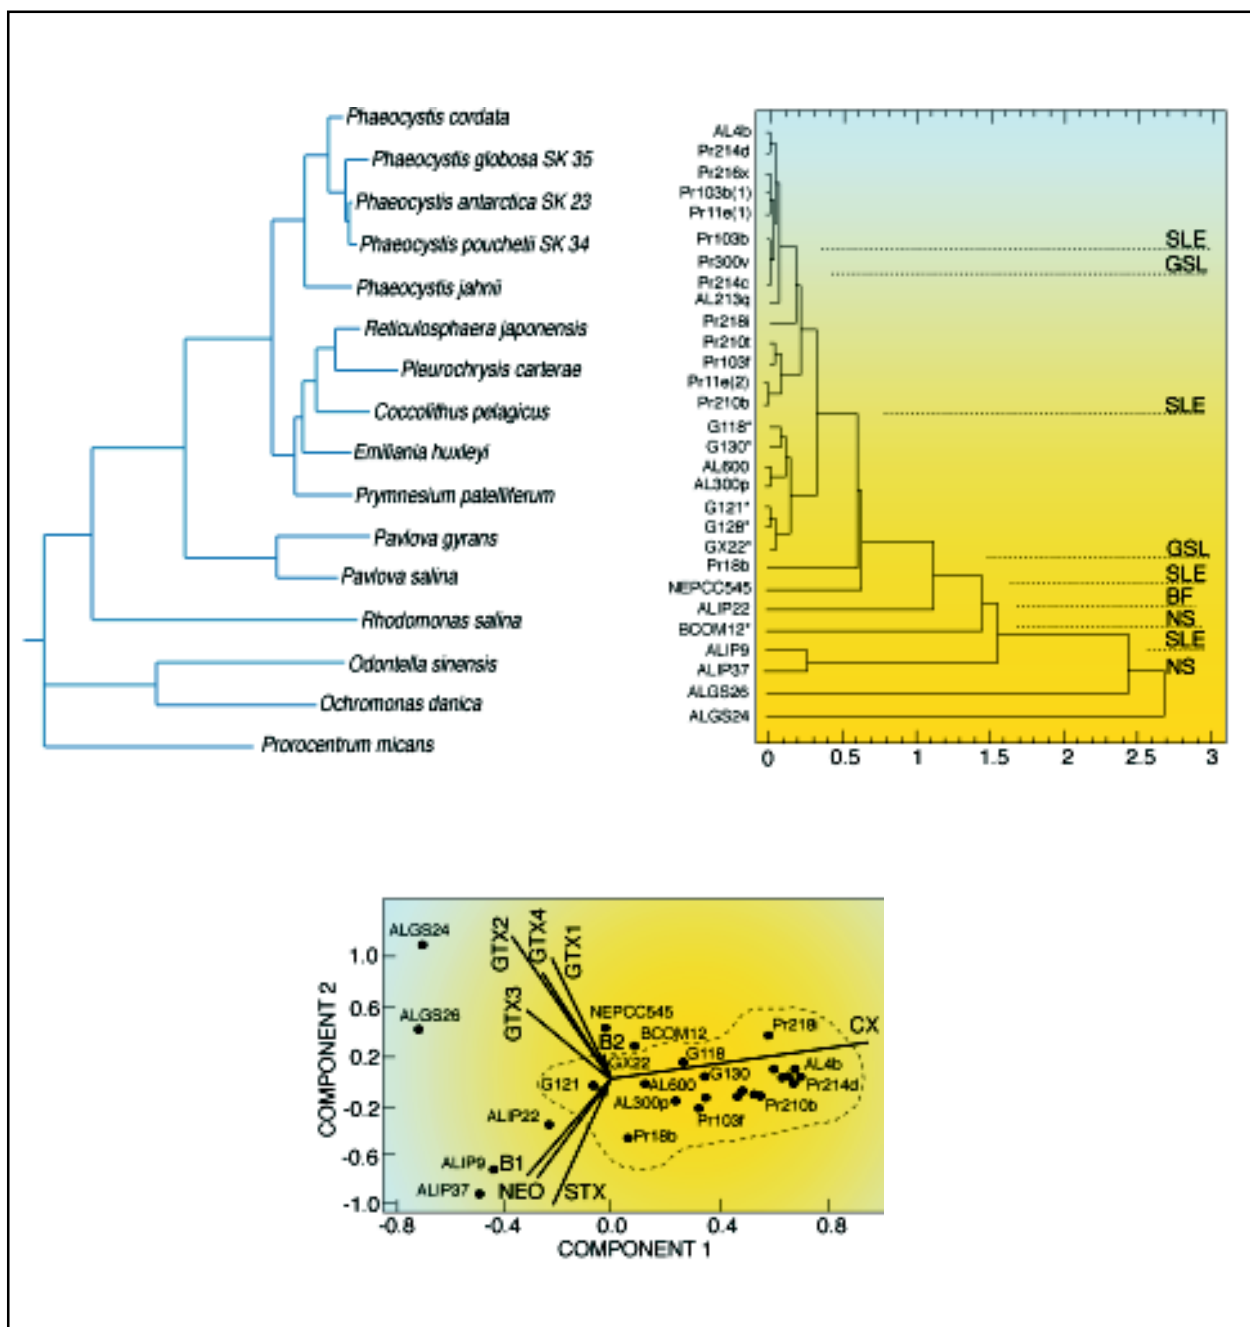 Phaeocystis cordata
Phaeocystis globosa SK 35
Phaeocystis antarctica SK 23
Phaeocystis pouchetii SK 34
Phaeocystis jahnii
Reticulosphaera japonensis
Pleurochrysis carterae
Coccolithus pelagicus
Emiliania huxleyi
Prymnesium patelliferum
Pavlova gyrans
Pavlova salina
Rhodomonas salina
Odontella sinensis
Ochromonas danica
Prorocentrum micans
AL4b
Pr214d
Pr216x
Pr103b(1)
Pr11e(1)
Pr103b
Pr300v
Pr214c
AL213q
Pr218i
Pr210t
Pr103f
Pr11e(2)
Pr210b
G118*
G130*
AL600
AL300p
G121*
G128*
GX22*
Pr18b
NEPCC545
ALIP22
BCOM12*
ALIP9
ALIP37
ALGS26
ALGS24
SLE
GSL
SLE
GSL
SLE
BF
NS
SLE
NS
0 0.5 1 1.5 2 2.5 3
COMPONENT 2
1.0
0.6
0.2
-0.2
-0.6
-1.0
ALGS24
ALGS26
GTX2
GTX4
GTX1
GTX3
NEPCC545
B2
BCOM12
GX22
G118
Pr218i
CX
G121
AL600
G130
AL4b
Pr214d
AL300p
Pr103f
Pr210b
ALIP22
Pr18b
ALIP9
B1
ALIP37
NEO
STX
-0.8 -0.4 0.0 0.4 0.8
COMPONENT 1